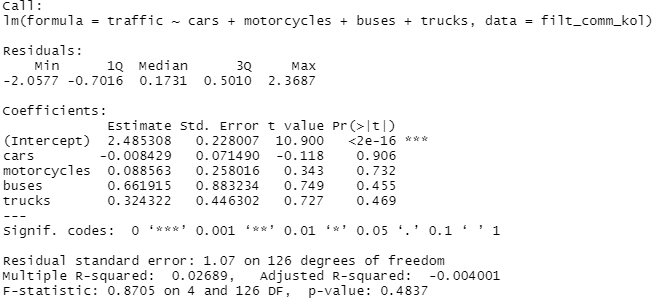 Call:
lm(formula = traffic ~ cars + motorcycles + buses + trucks, data = filt_comm_kol)
Residuals:
Min 1Q Median 3Q Max
-2.0577 -0.7016 0.1731 0.5010 2.3687
Coefficients:
Estimate Std. Error t value Pr(>|t|)
(Intercept) 2.485308 0.228007 10.900 <2e-16 ***
cars -0.008429 0.071490 -0.118 0.906
motorcycles 0.088563 0.258016 0.343 0.732
buses 0.661915 0.883234 0.749 0.455
trucks 0.324322 0.446302 0.727 0.469
---
Signif. codes: 0 ‘***’ 0.001 ‘**’ 0.01 ‘*’ 0.05 ‘.’ 0.1 ‘ ’ 1
Residual standard error: 1.07 on 126 degrees of freedom
Multiple R-squared: 0.02689, Adjusted R-squared: -0.004001
F-statistic: 0.8705 on 4 and 126 DF, p-value: 0.4837